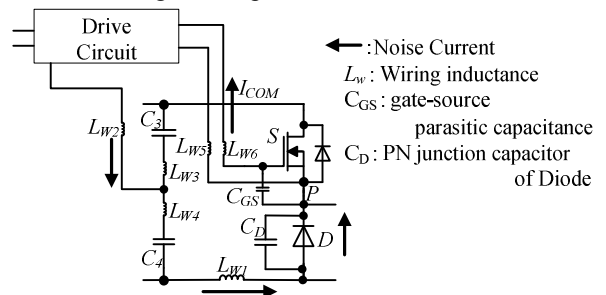 Drive
Circuit
:Noise Current
Lw : Wiring inductance
CGS : gate-source
parasitic capacitance
CD : PN junction capacitor
of Diode
ICOM
C3
S
LW2
LW5
LW6
LW3
CGS
P
LW4
CD
D
C4
LW1